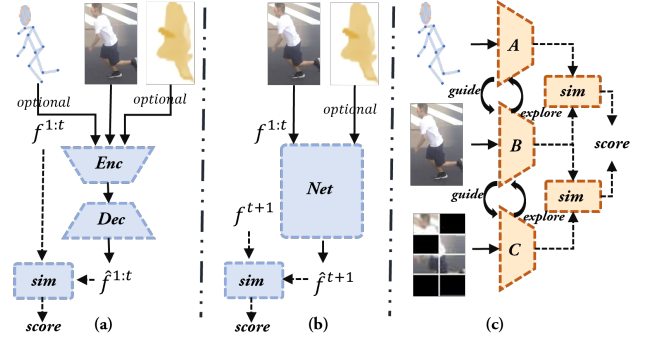 optional
optional
f^{1:t}
Enc
Dec
sim
f̂^{1:t}
score
(a)
optional
f^{1:t}
Net
f^{t+1}
sim
f̂^{t+1}
score
(b)
A
guide
explore
sim
B
score
guide
explore
sim
C
(c)